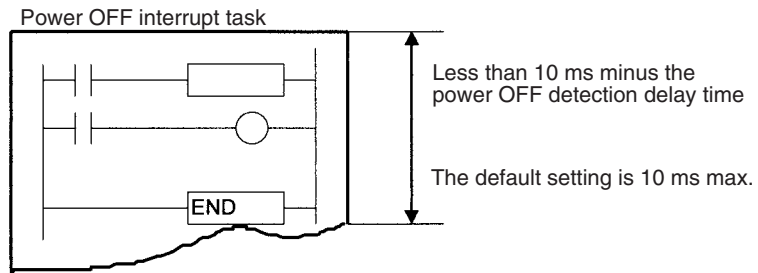 Power OFF interrupt task
Less than 10 ms minus the
power OFF detection delay time
The default setting is 10 ms max.
END